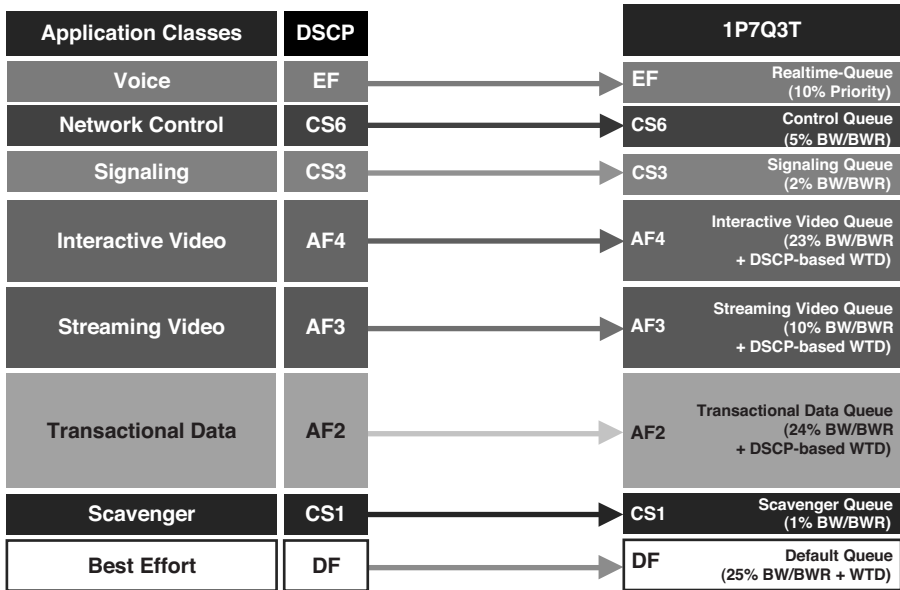 Application Classes DSCP 1P7Q3T
Voice EF EF Realtime-Queue
(10% Priority)
Network Control CS6 CS6 Control Queue
(5% BW/BWR)
Signaling CS3 CS3 Signaling Queue
(2% BW/BWR)
Interactive Video AF4 AF4 Interactive Video Queue
(23% BW/BWR
+ DSCP-based WTD)
Streaming Video AF3 AF3 Streaming Video Queue
(10% BW/BWR
+ DSCP-based WTD)
Transactional Data AF2 AF2 Transactional Data Queue
(24% BW/BWR
+ DSCP-based WTD)
Scavenger CS1 CS1 Scavenger Queue
(1% BW/BWR)
Best Effort DF DF Default Queue
(25% BW/BWR + WTD)